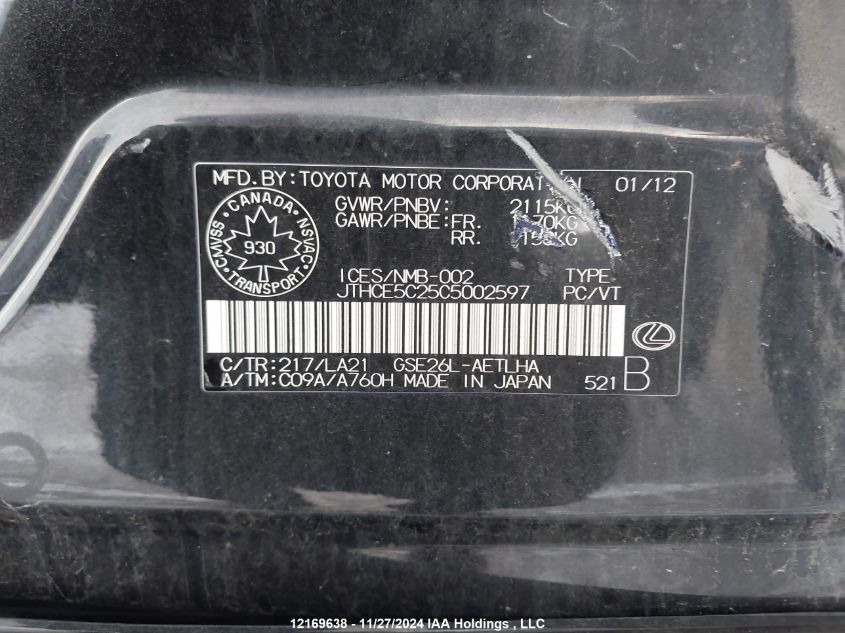 MFD.BY:TOYOTA MOTOR 01/12
GVWR/PNBV: 2115KG
GAWR/PNBE:FR.
RR.
CANADA
CMVSS NSVAC
930
TRANSPORT
ICES/NMB-002 TYPE
JTHCE5C25C5002597 PC/VT
C/TR:217/LA21 GSE26L-AETLHA
A/TM:C09A/A760H MADE IN JAPAN 521 B
12169638 - 11/27/2024 IAA Holdings , LLC